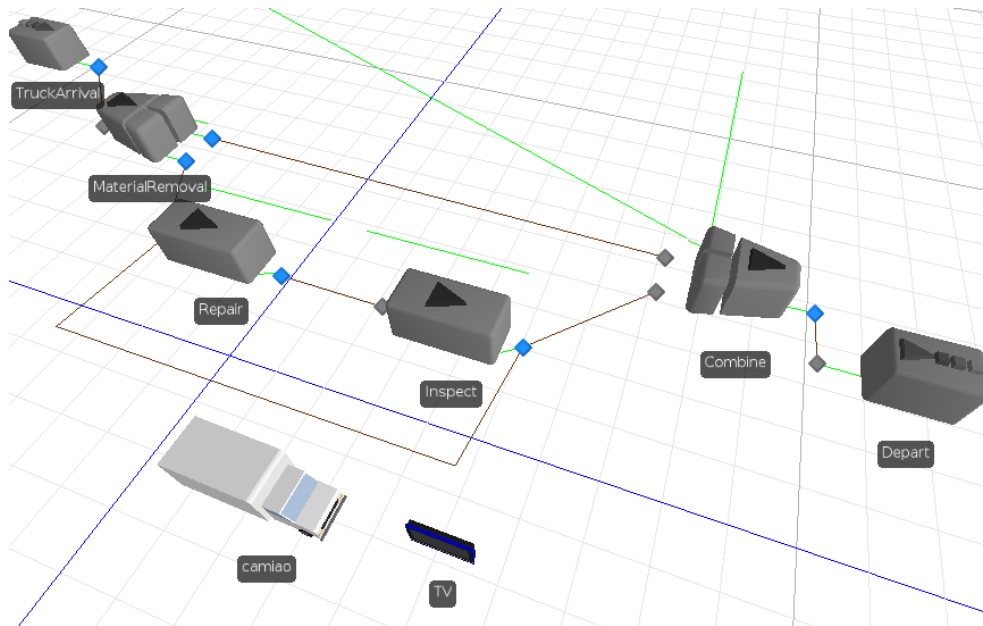 TruckArrival
MaterialRemoval
Repair
Inspect
Combine
Depart
camiao
TV